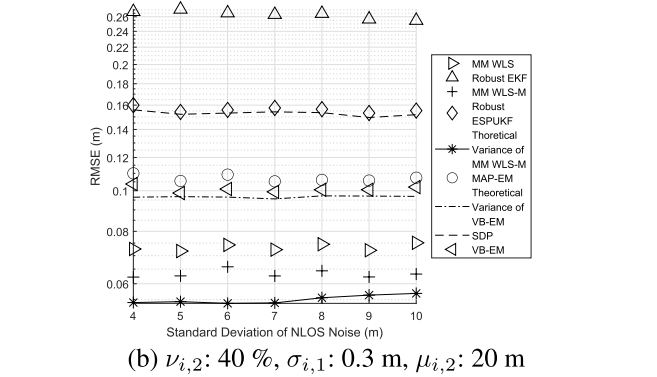 0.26
0.24
0.22
0.2
0.18
0.16
0.14
0.12
0.1
0.08
0.06
RMSE (m)
4 5 6 7 8 9 10
Standard Deviation of NLOS Noise (m)
MM WLS
Robust EKF
MM WLS-M
Robust
ESPUKF
Thoretical
Variance of
MM WLS-M
MAP-EM
Theoretical
Variance of
VB-EM
SDP
VB-EM
(b) ν_{i,2}: 40 %, σ_{i,1}: 0.3 m, μ_{i,2}: 20 m